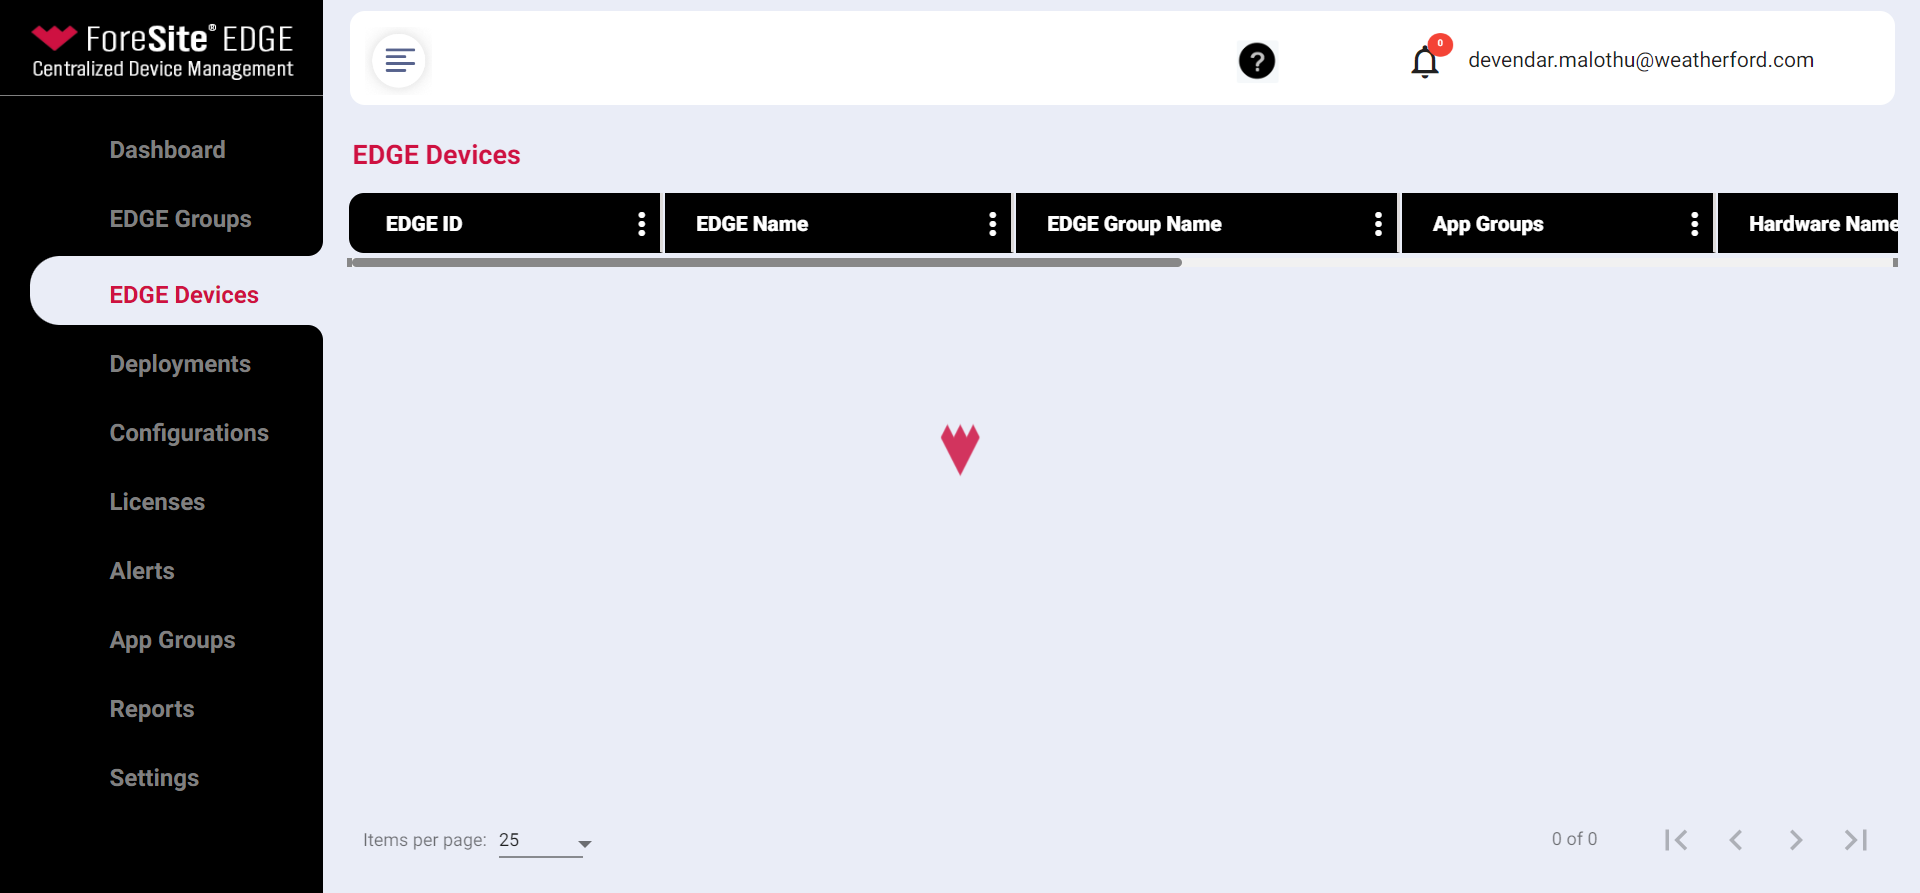 ForeSite® EDGE
Centralized Device Management
Dashboard
EDGE Groups
EDGE Devices
Deployments
Configurations
Licenses
Alerts
App Groups
Reports
Settings
?
0
devendar.malothu@weatherford.com
EDGE Devices
EDGE ID
EDGE Name
EDGE Group Name
App Groups
Hardware Name
Items per page: 25
0 of 0